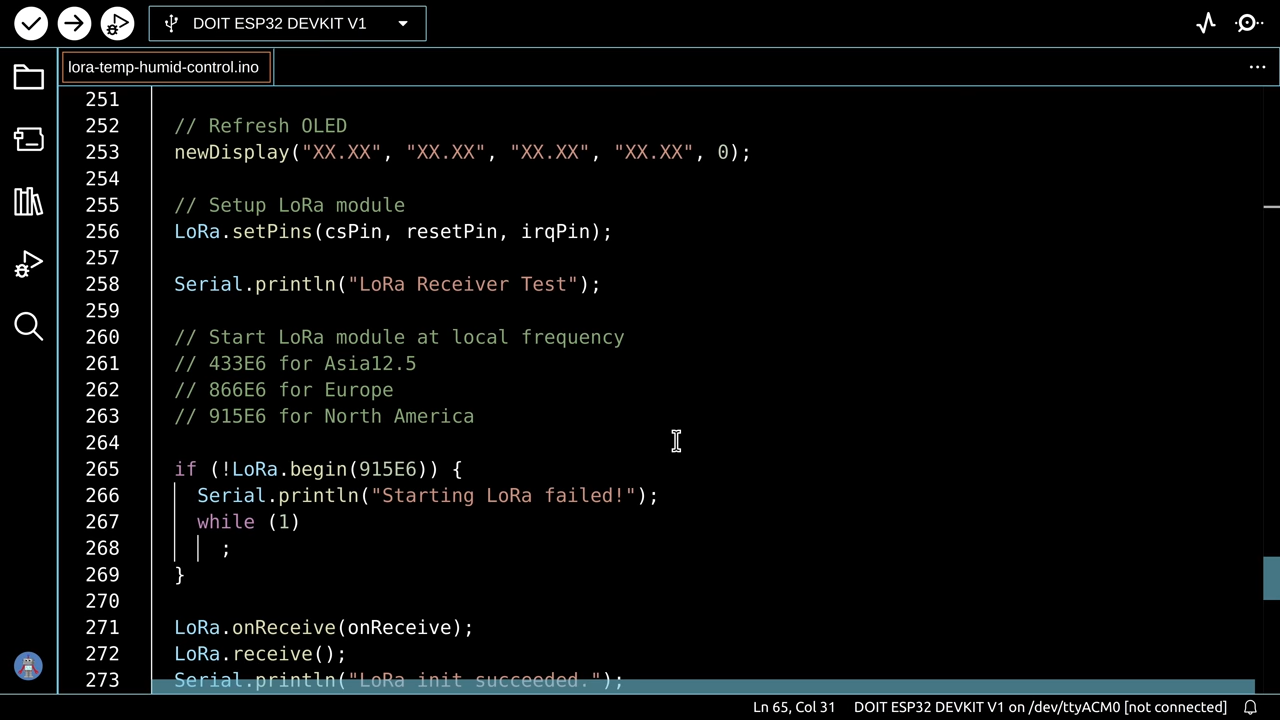 DOIT ESP32 DEVKIT V1
lora-temp-humid-control.ino
251
252 // Refresh OLED
253 newDisplay("XX.XX", "XX.XX", "XX.XX", "XX.XX", 0);
254
255 // Setup LoRa module
256 LoRa.setPins(csPin, resetPin, irqPin);
257
258 Serial.println("LoRa Receiver Test");
259
260 // Start LoRa module at local frequency
261 // 433E6 for Asia12.5
262 // 866E6 for Europe
263 // 915E6 for North America
264
265 if (!LoRa.begin(915E6)) {
266 Serial.println("Starting LoRa failed!");
267 while (1)
268 ;
269 }
270
271 LoRa.onReceive(onReceive);
272 LoRa.receive();
273 Serial.println("LoRa init succeeded.");
Ln 65, Col 31 DOIT ESP32 DEVKIT V1 on /dev/ttyACM0 [not connected]